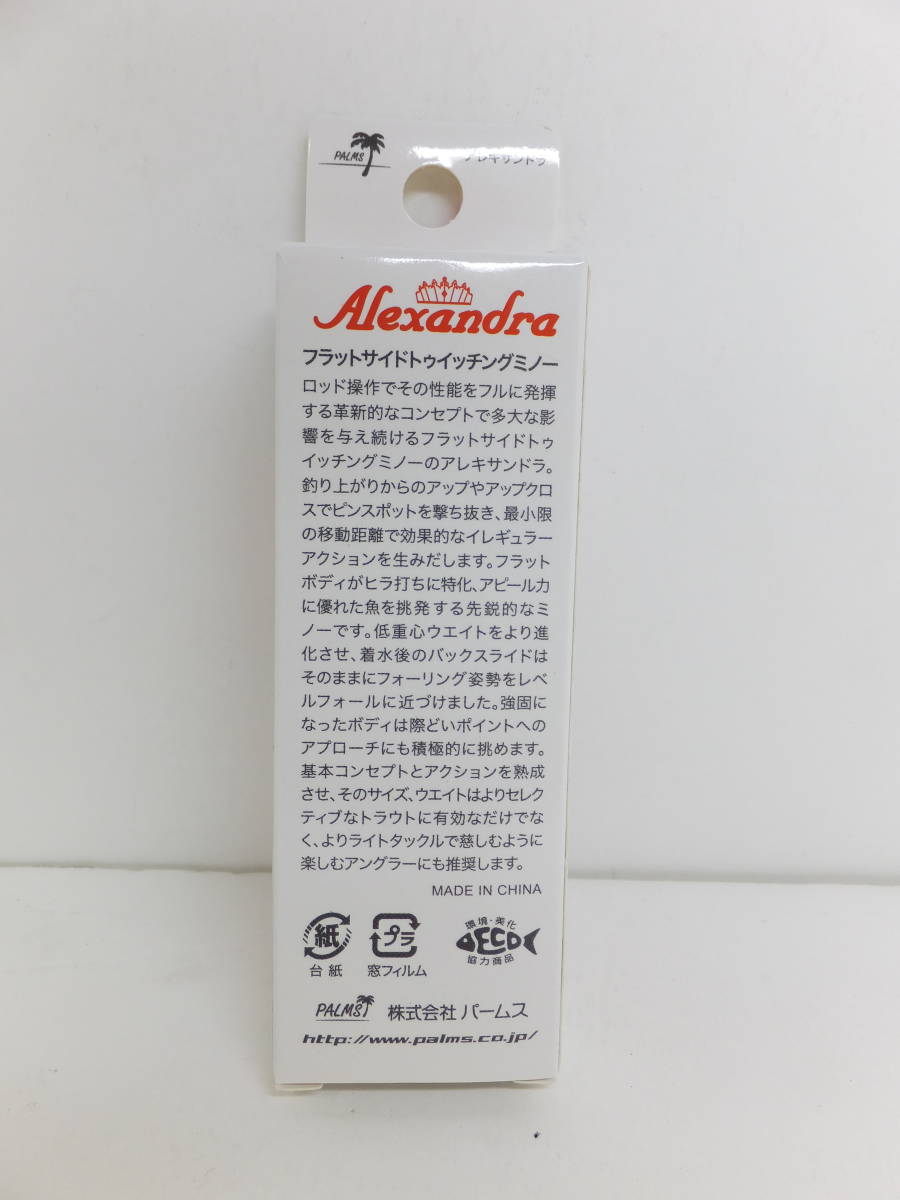 PALMS
アレキサンドラ
Alexandra
フラットサイドトゥイッチングミノー
ロッド操作でその性能をフルに発揮
する革新的なコンセプトで多大な影
響を与え続けるフラットサイドトゥ
イッチングミノーのアレキサンドラ。
釣り上がりからのアップやアップクロ
スでピンスポットを撃ち抜き、最小限
の移動距離で効果的なイレギュラー
アクションを生みだします。フラット
ボディがヒラ打ちに特化、アピール力
に優れた魚を挑発する先鋭的なミ
ノーです。低重心ウエイトをより進
化させ、着水後のバックスライドは
そのままにフォーリング姿勢をレベ
ルフォールに近づけました。強固に
なったボディは際どいポイントへの
アプローチにも積極的に挑めます。
基本コンセプトとアクションを熟成
させ、そのサイズ、ウエイトはよりセレク
ティブなトラウトに有効なだけでな
く、よりライトタックルで慈しむように
楽しむアングラーにも推奨します。
MADE IN CHINA
紙
台紙
プラ
窓フィルム
環境・美化
ECO
協力商品
PALMS 株式会社 パームス
http://www.palms.co.jp/